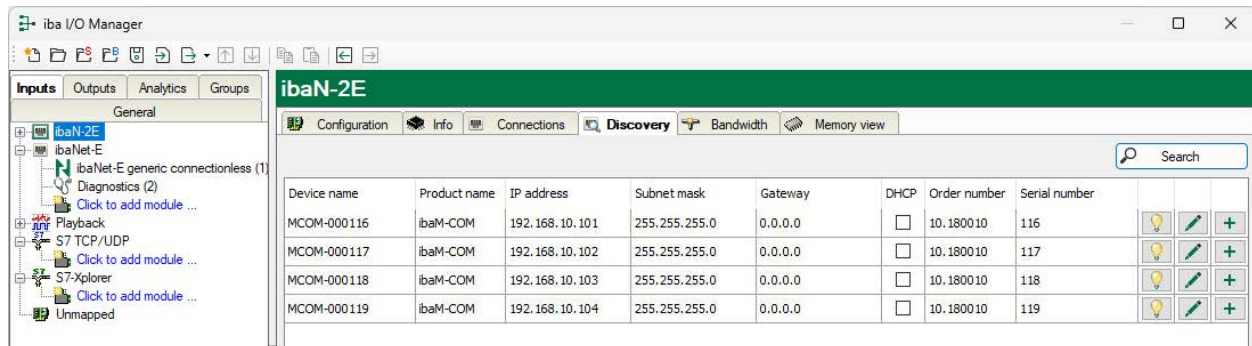 iba I/O Manager
Inputs Outputs Analytics Groups
General
ibaN-2E
ibaNet-E
ibaNet-E generic connectionless (1)
Diagnostics (2)
Click to add module ...
Playback
S7 TCP/UDP
Click to add module ...
S7-Xplorer
Click to add module ...
Unmapped
ibaN-2E
Configuration Info Connections Discovery Bandwidth Memory view
Search
Device name Product name IP address Subnet mask Gateway DHCP Order number Serial number
MCOM-000116 ibaM-COM 192.168.10.101 255.255.255.0 0.0.0.0 10.180010 116
MCOM-000117 ibaM-COM 192.168.10.102 255.255.255.0 0.0.0.0 10.180010 117
MCOM-000118 ibaM-COM 192.168.10.103 255.255.255.0 0.0.0.0 10.180010 118
MCOM-000119 ibaM-COM 192.168.10.104 255.255.255.0 0.0.0.0 10.180010 119